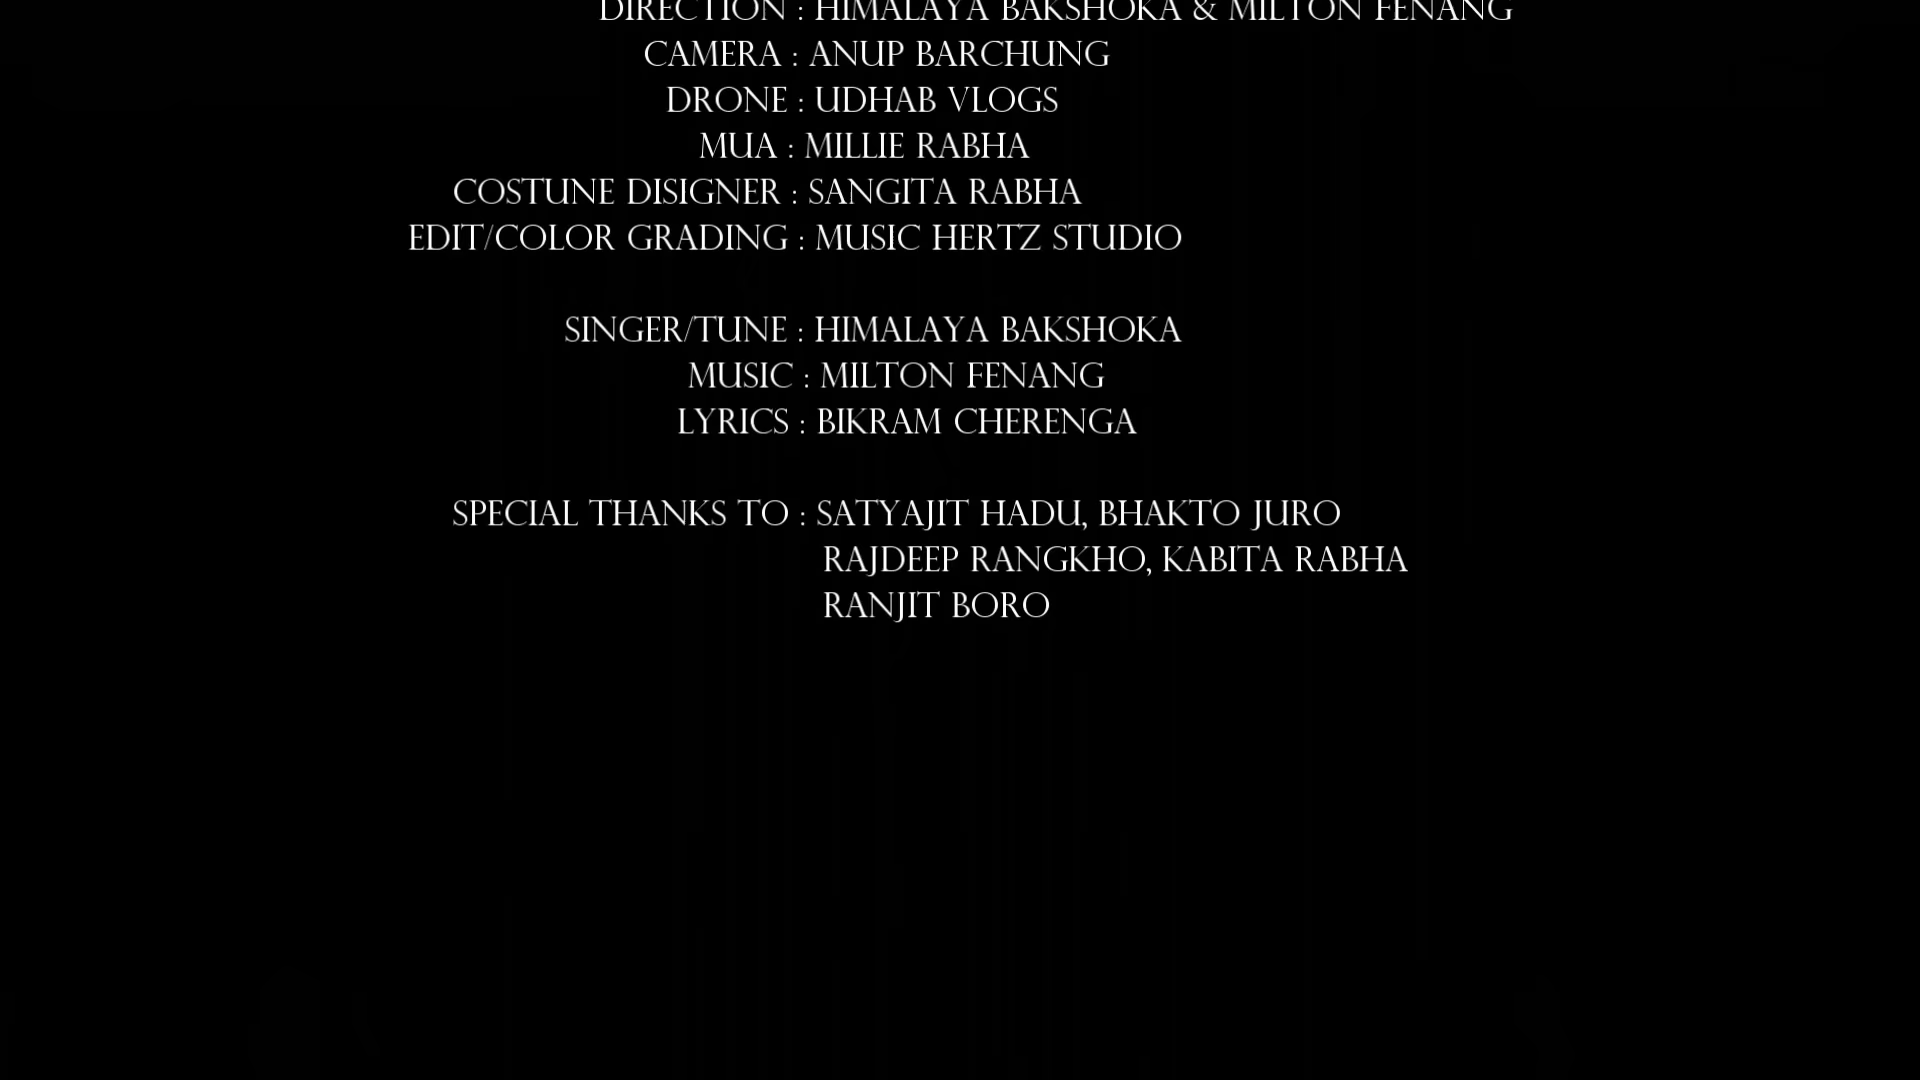 DIRECTION : HIMALAYA BAKSHOKA & MILTON FENANG
CAMERA : ANUP BARCHUNG
DRONE : UDHAB VLOGS
MUA : MILLIE RABHA
COSTUNE DISIGNER : SANGITA RABHA
EDIT/COLOR GRADING : MUSIC HERTZ STUDIO
SINGER/TUNE : HIMALAYA BAKSHOKA
MUSIC : MILTON FENANG
LYRICS : BIKRAM CHERENGA
SPECIAL THANKS TO : SATYAJIT HADU, BHAKTO JURO
RAJDEEP RANGKHO, KABITA RABHA
RANJIT BORO